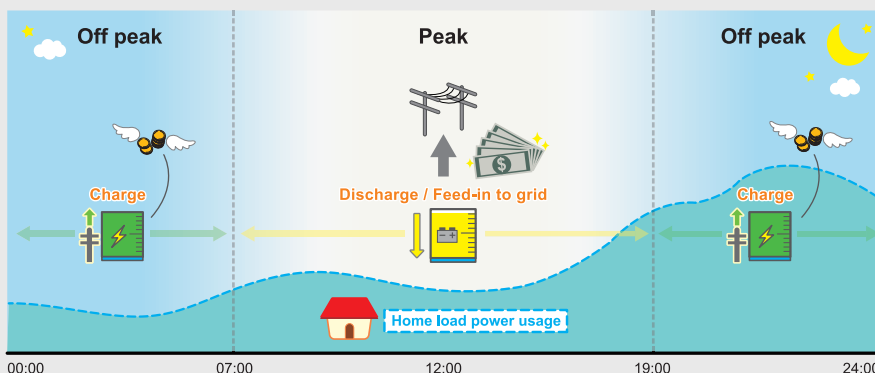 Off peak
Peak
Off peak
$
Charge
Discharge / Feed-in to grid
Charge
Home load power usage
00:00
07:00
12:00
19:00
24:00